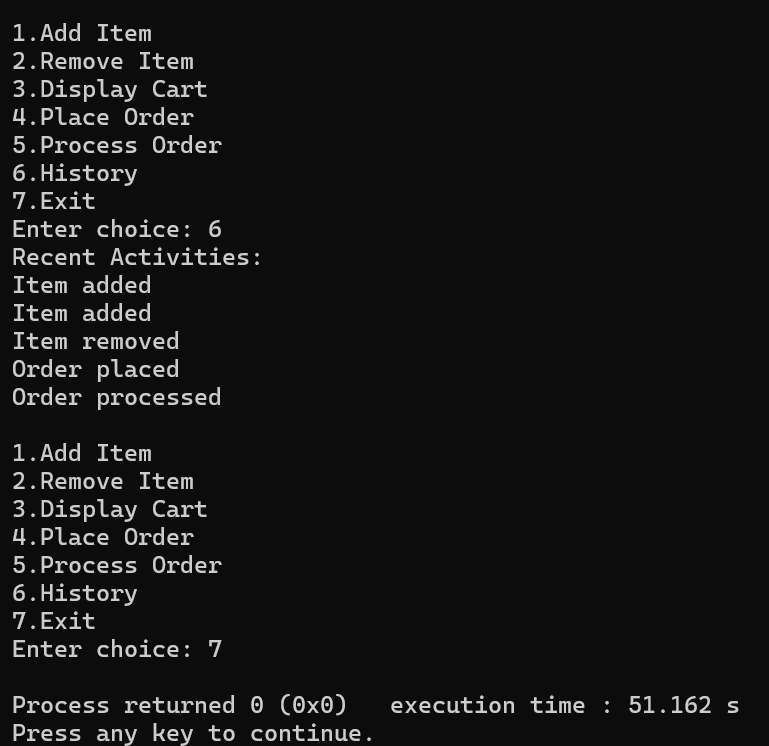 1.Add Item
2.Remove Item
3.Display Cart
4.Place Order
5.Process Order
6.History
7.Exit
Enter choice: 6
Recent Activities:
Item added
Item added
Item removed
Order placed
Order processed

1.Add Item
2.Remove Item
3.Display Cart
4.Place Order
5.Process Order
6.History
7.Exit
Enter choice: 7

Process returned 0 (0x0)   execution time : 51.162 s
Press any key to continue.